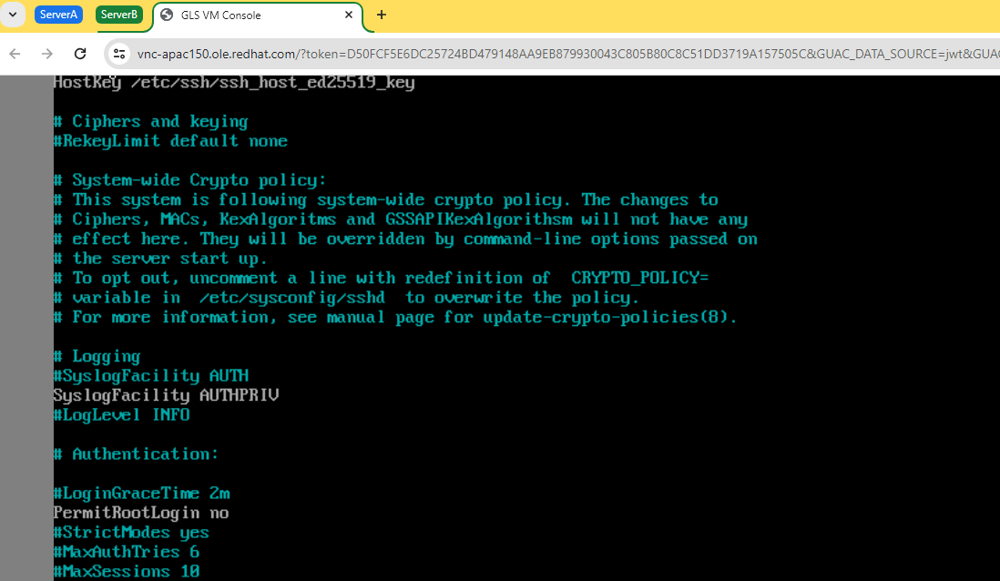 ServerA
ServerB
GLS VM Console
vnc-apac150.ole.redhat.com/?token=D50FCF5E6DC25724BD479148AA9EB879930043C805B80C8C51DD3719A157505C&GUAC_DATA_SOURCE=jwt&GUAC
HostKey /etc/ssh/ssh_host_ed25519_key
# Ciphers and keying
#RekeyLimit default none
# System-wide Crypto policy:
# This system is following system-wide crypto policy. The changes to
# Ciphers, MACs, KexAlgoritms and GSSAPIKexAlgorithsm will not have any
# effect here. They will be overridden by command-line options passed on
# the server start up.
# To opt out, uncomment a line with redefinition of  CRYPTO_POLICY=
# variable in  /etc/sysconfig/sshd  to overwrite the policy.
# For more information, see manual page for update-crypto-policies(8).
# Logging
#SyslogFacility AUTH
SyslogFacility AUTHPRIV
#LogLevel INFO
# Authentication:
#LoginGraceTime 2m
PermitRootLogin no
#StrictModes yes
#MaxAuthTries 6
#MaxSessions 10